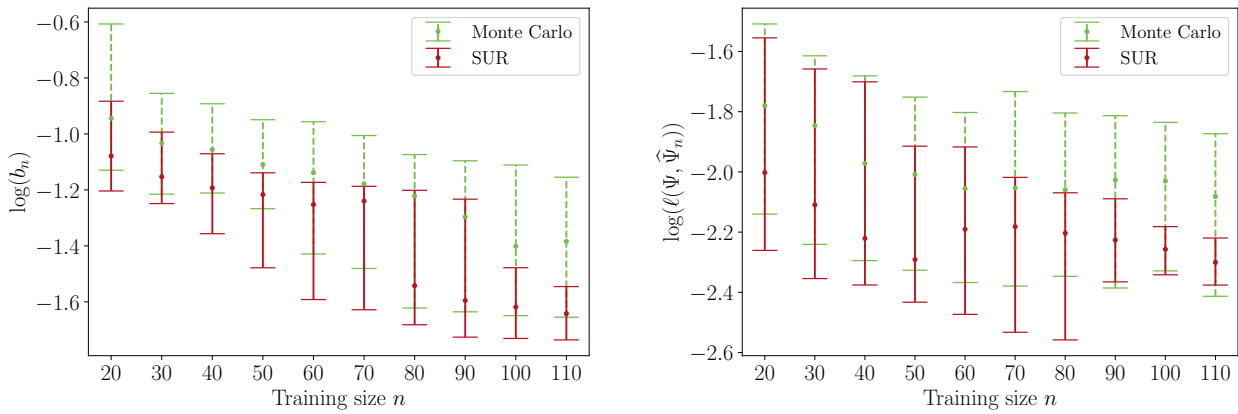 −0.6
−0.8
−1.0
−1.2
−1.4
−1.6
log(bₙ)
Monte Carlo
SUR
20 30 40 50 60 70 80 90 100 110
Training size n
−1.6
−1.8
−2.0
−2.2
−2.4
−2.6
log(ℓ(Ψ, Ψ̂ₙ))
Monte Carlo
SUR
20 30 40 50 60 70 80 90 100 110
Training size n